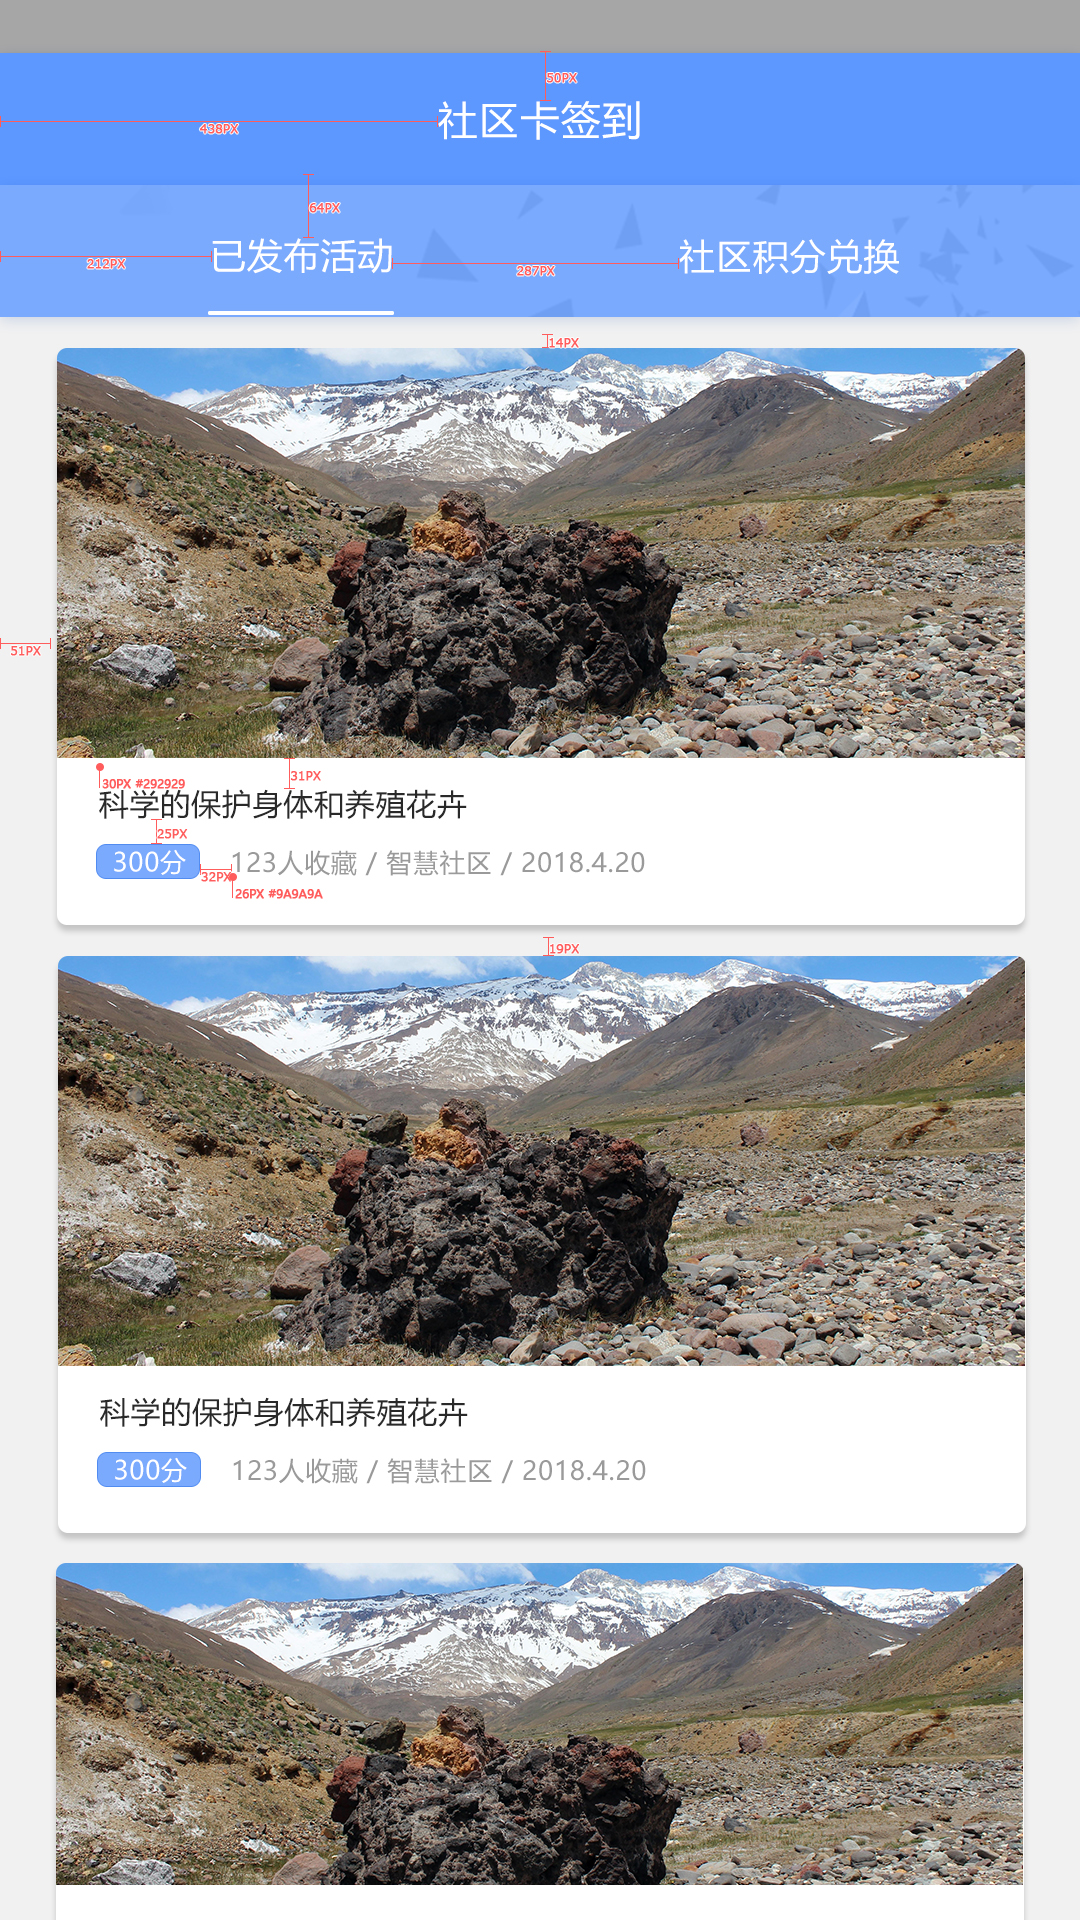 50PX
438PX
社区卡签到
64PX
212PX
已发布活动
287PX
社区积分兑换
14PX
51PX
31PX
30PX #292929
科学的保护身体和养殖花卉
25PX
300分
32PX
123人收藏 / 智慧社区 / 2018.4.20
26PX #9A9A9A
19PX
科学的保护身体和养殖花卉
300分
123人收藏 / 智慧社区 / 2018.4.20